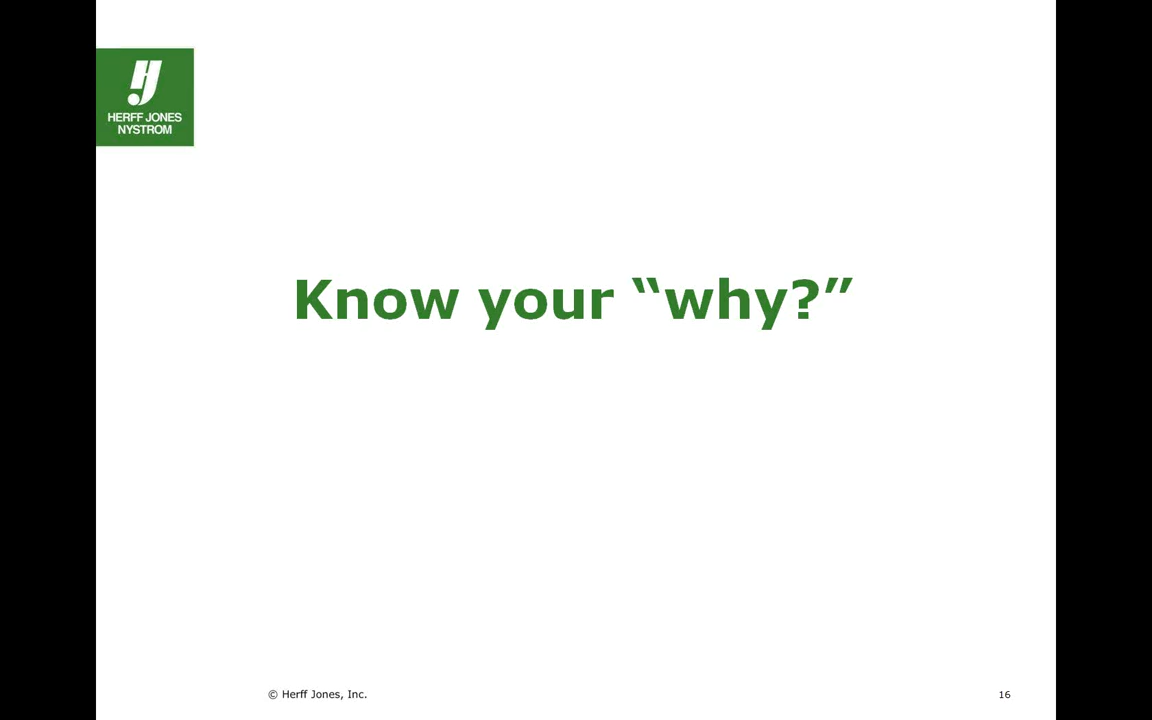 HERFF JONES
NYSTROM
Know your “why?”
© Herff Jones, Inc.
16